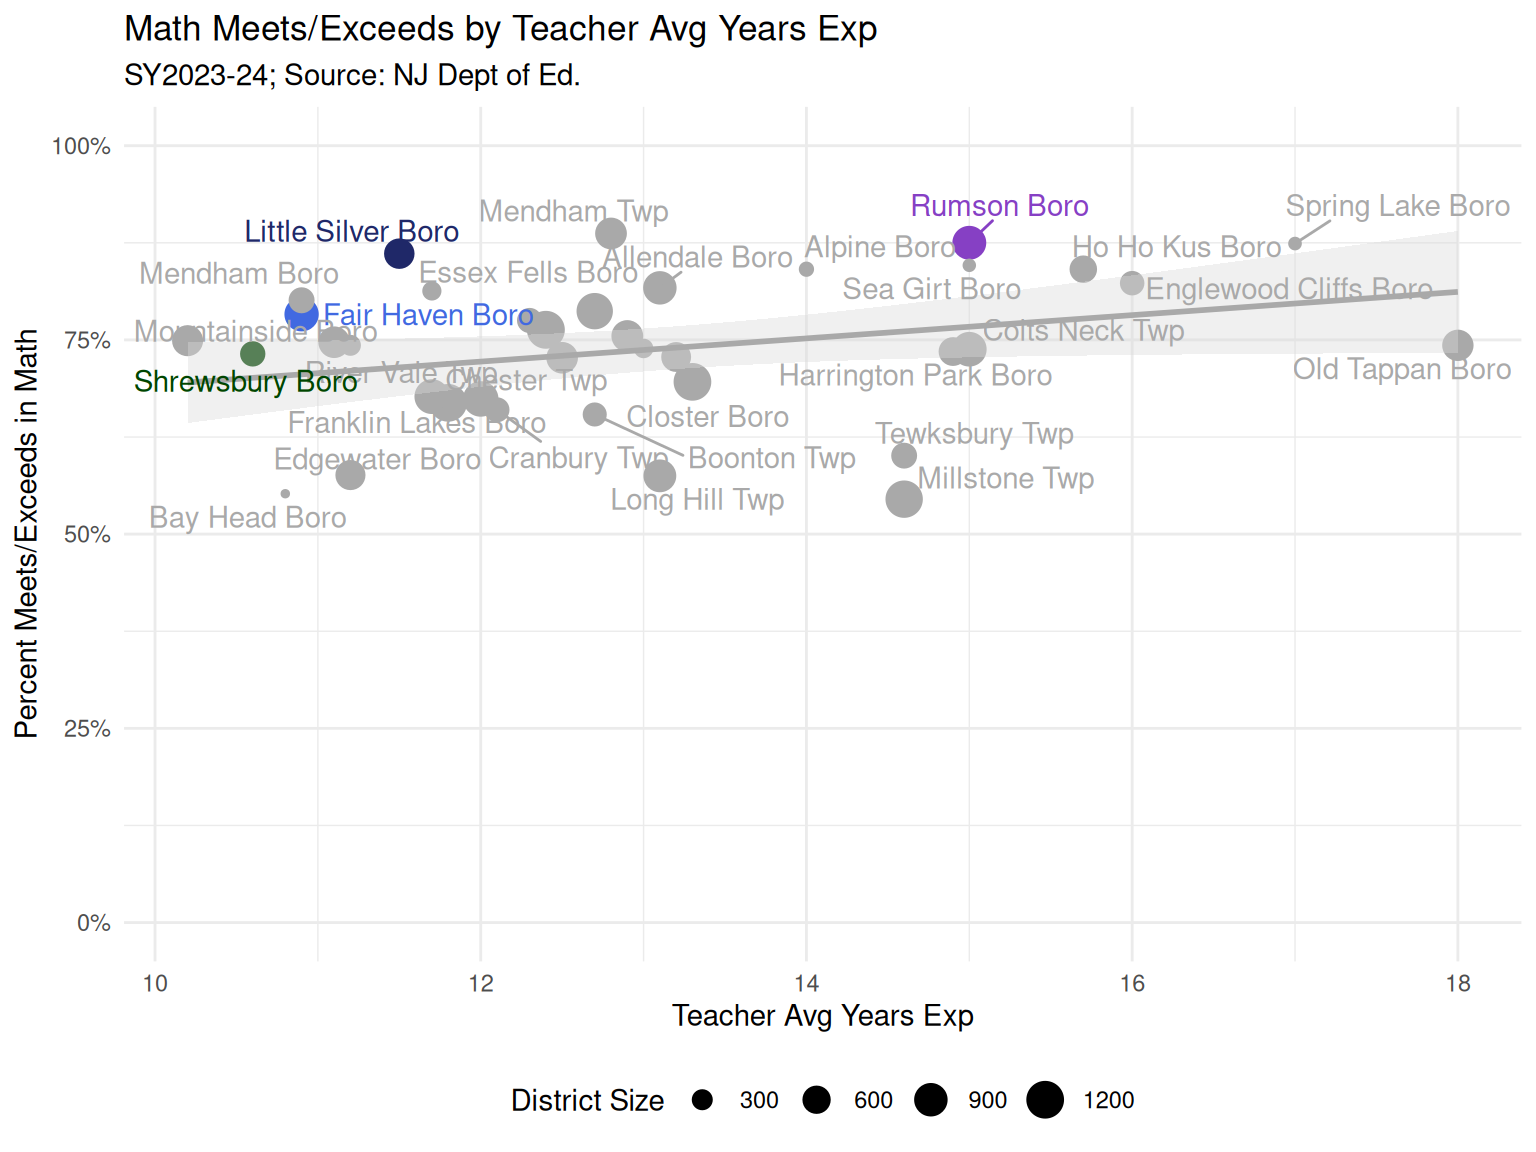 Math Meets/Exceeds by Teacher Avg Years Exp
SY2023-24; Source: NJ Dept of Ed.
Percent Meets/Exceeds in Math
100%
75%
50%
25%
0%
Mendham Twp
Rumson Boro
Spring Lake Boro
Little Silver Boro
Alpine Boro
Ho Ho Kus Boro
Allendale Boro
Mendham Boro
Essex Fells Boro
Sea Girt Boro
Englewood Cliffs Boro
Fair Haven Boro
Mountainside Boro
Colts Neck Twp
River Vale Twp
Chester Twp
Harrington Park Boro
Old Tappan Boro
Shrewsbury Boro
Franklin Lakes Boro
Closter Boro
Tewksbury Twp
Edgewater Boro
Cranbury Twp
Boonton Twp
Millstone Twp
Long Hill Twp
Bay Head Boro
10
12
14
16
18
Teacher Avg Years Exp
District Size
300
600
900
1200